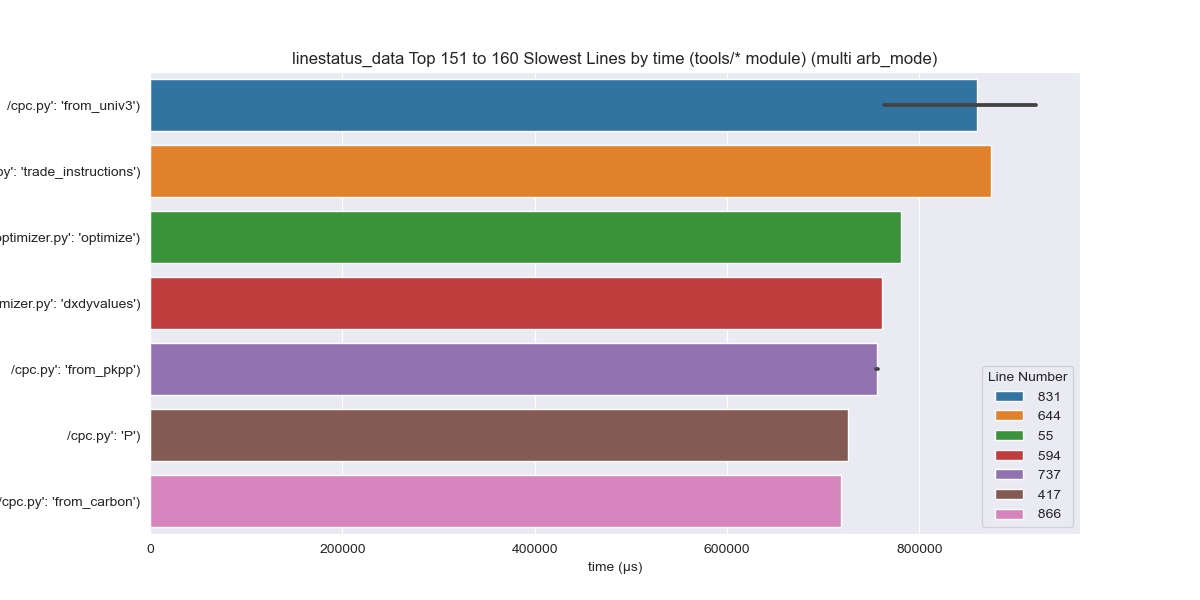 linestatus_data Top 151 to 160 Slowest Lines by time (tools/* module) (multi arb_mode)
/cpc.py': 'from_univ3')
py': 'trade_instructions')
optimizer.py': 'optimize')
mizer.py': 'dxdyvalues')
/cpc.py': 'from_pkpp')
/cpc.py': 'P')
/cpc.py': 'from_carbon')
Line Number
831
644
55
594
737
417
866
0 200000 400000 600000 800000
time (µs)